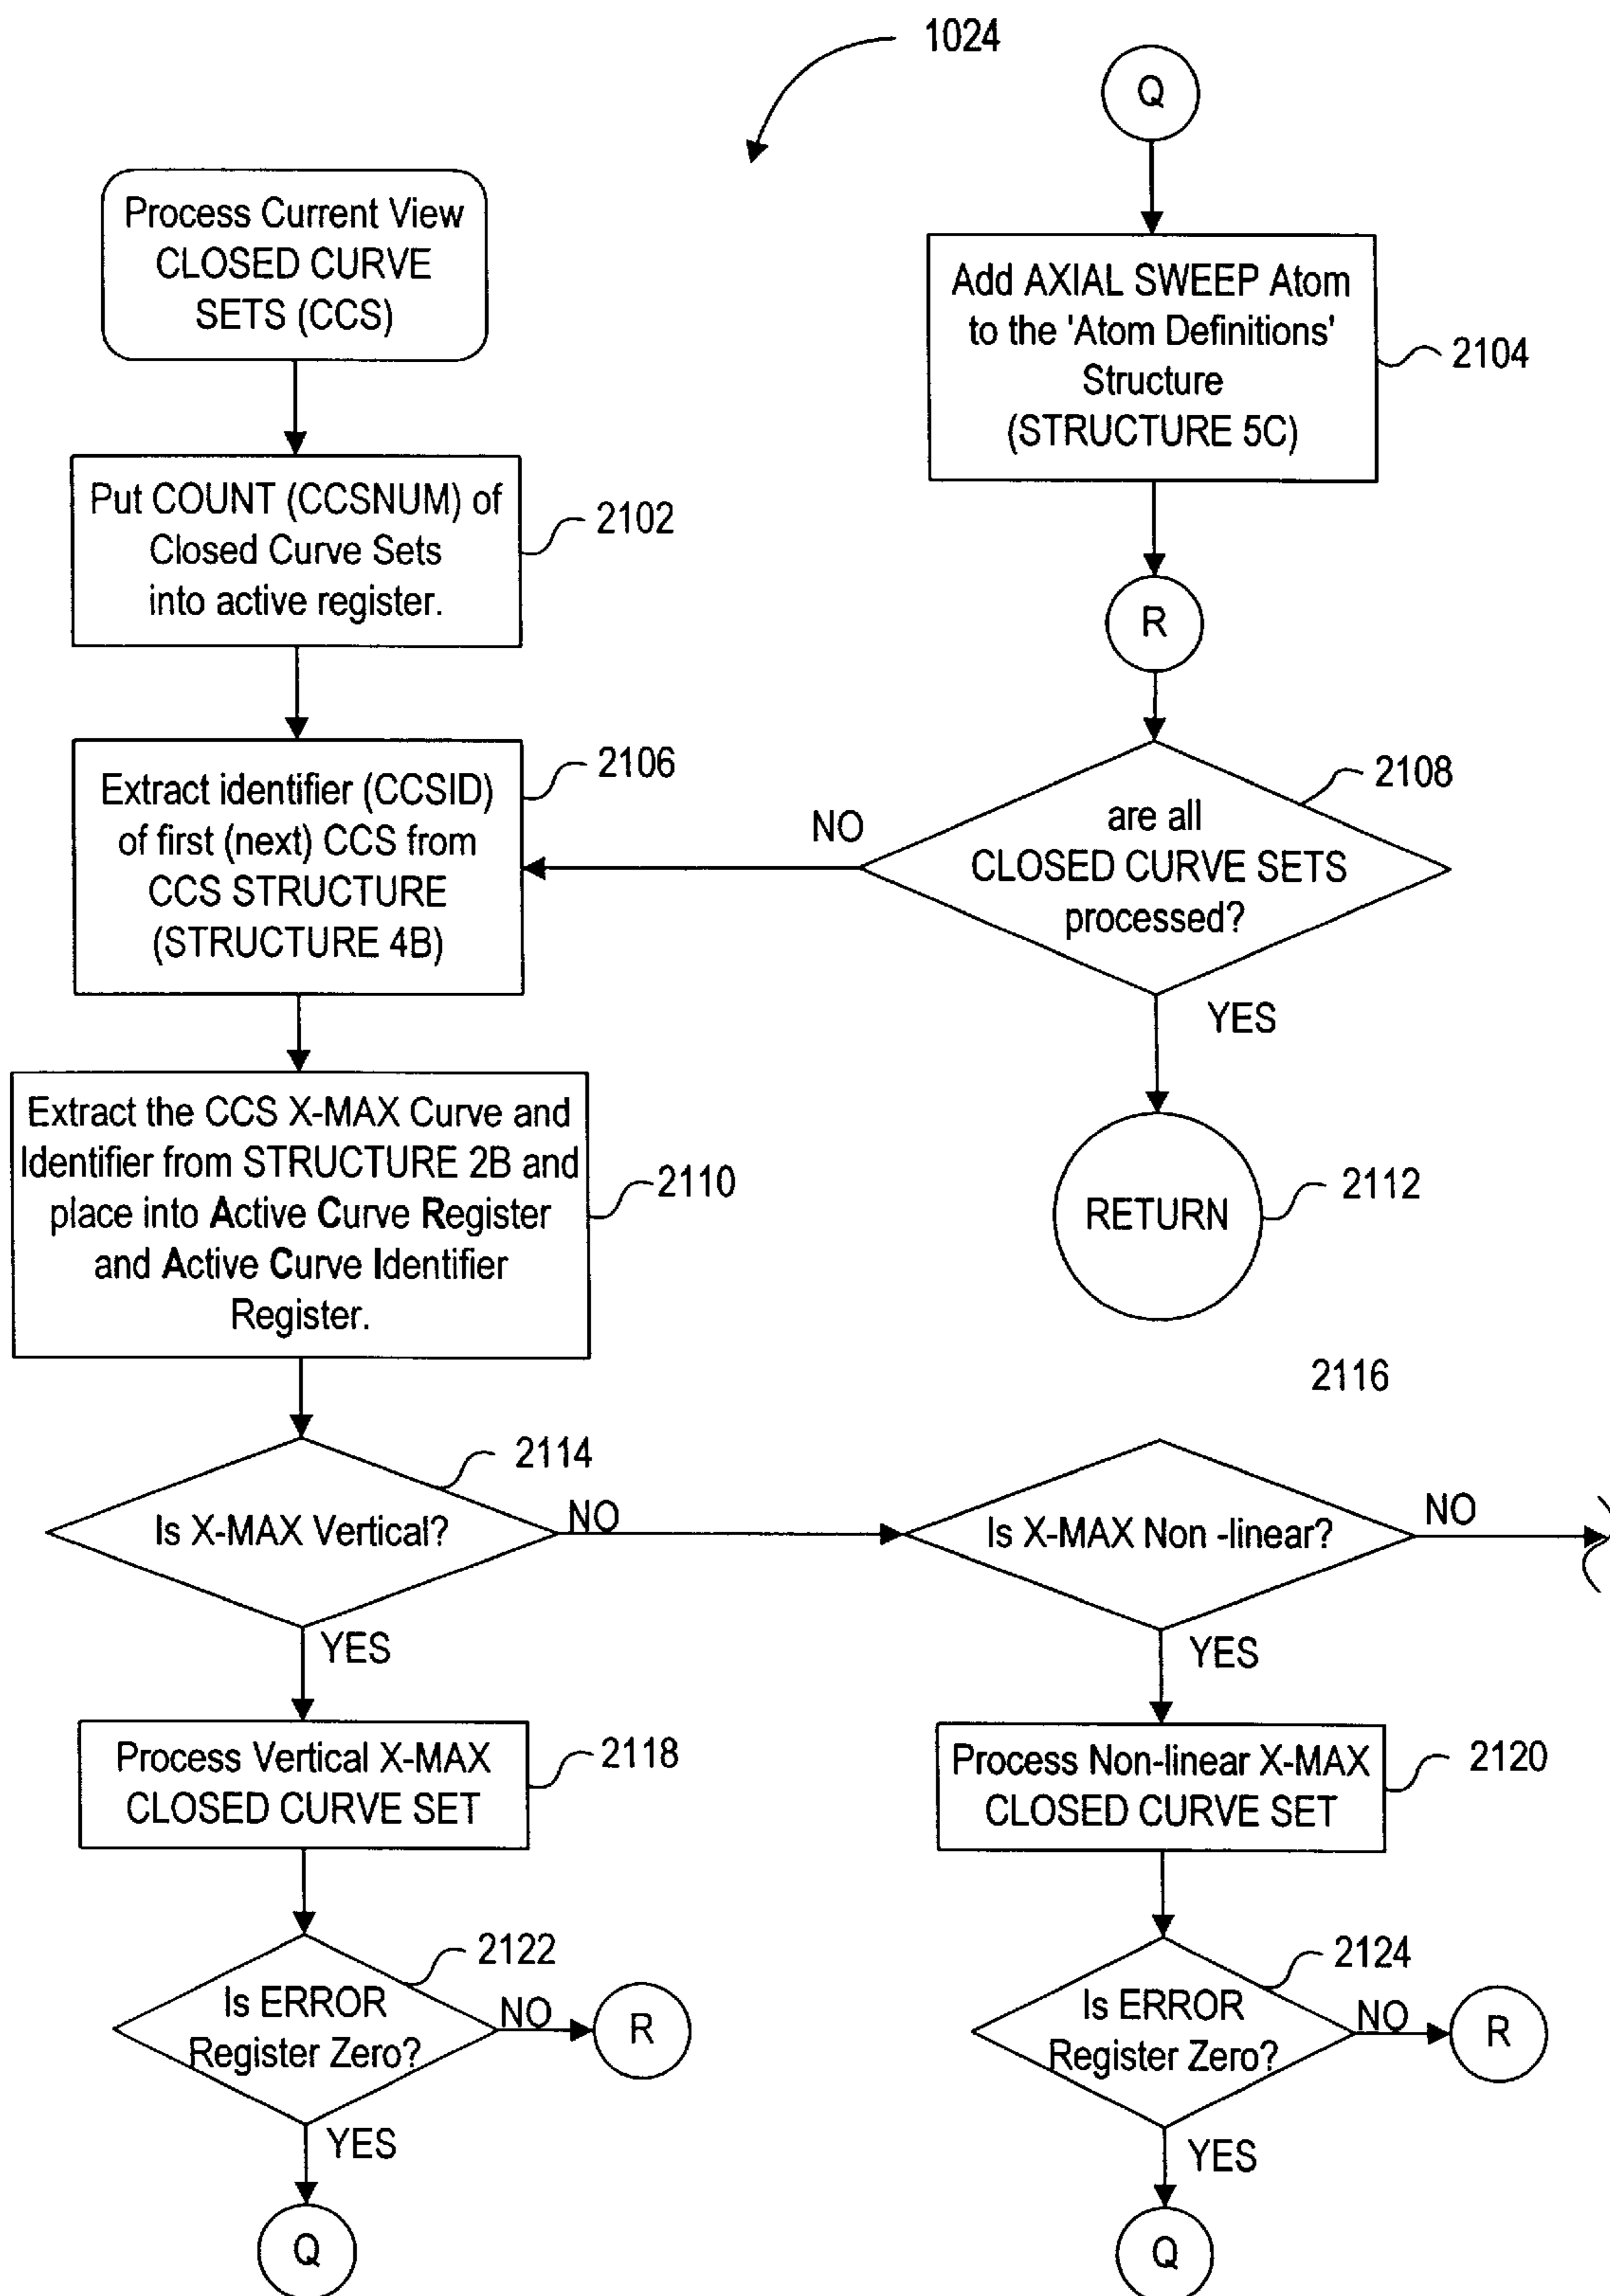 1024
Q
Process Current View
CLOSED CURVE
SETS (CCS)
Add AXIAL SWEEP Atom
to the 'Atom Definitions'
Structure
(STRUCTURE 5C)
2104
Put COUNT (CCSNUM) of
Closed Curve Sets
into active register.
2102
R
Extract identifier (CCSID)
of first (next) CCS from
CCS STRUCTURE
(STRUCTURE 4B)
2106
NO
are all
CLOSED CURVE SETS
processed?
2108
YES
Extract the CCS X-MAX Curve and
Identifier from STRUCTURE 2B and
place into Active Curve Register
and Active Curve Identifier
Register.
2110
RETURN
2112
2116
2114
Is X-MAX Vertical?
NO
Is X-MAX Non -linear?
NO
YES
YES
Process Vertical X-MAX
CLOSED CURVE SET
2118
Process Non-linear X-MAX
CLOSED CURVE SET
2120
2122
Is ERROR
Register Zero?
NO
R
2124
Is ERROR
Register Zero?
NO
R
YES
YES
Q
Q